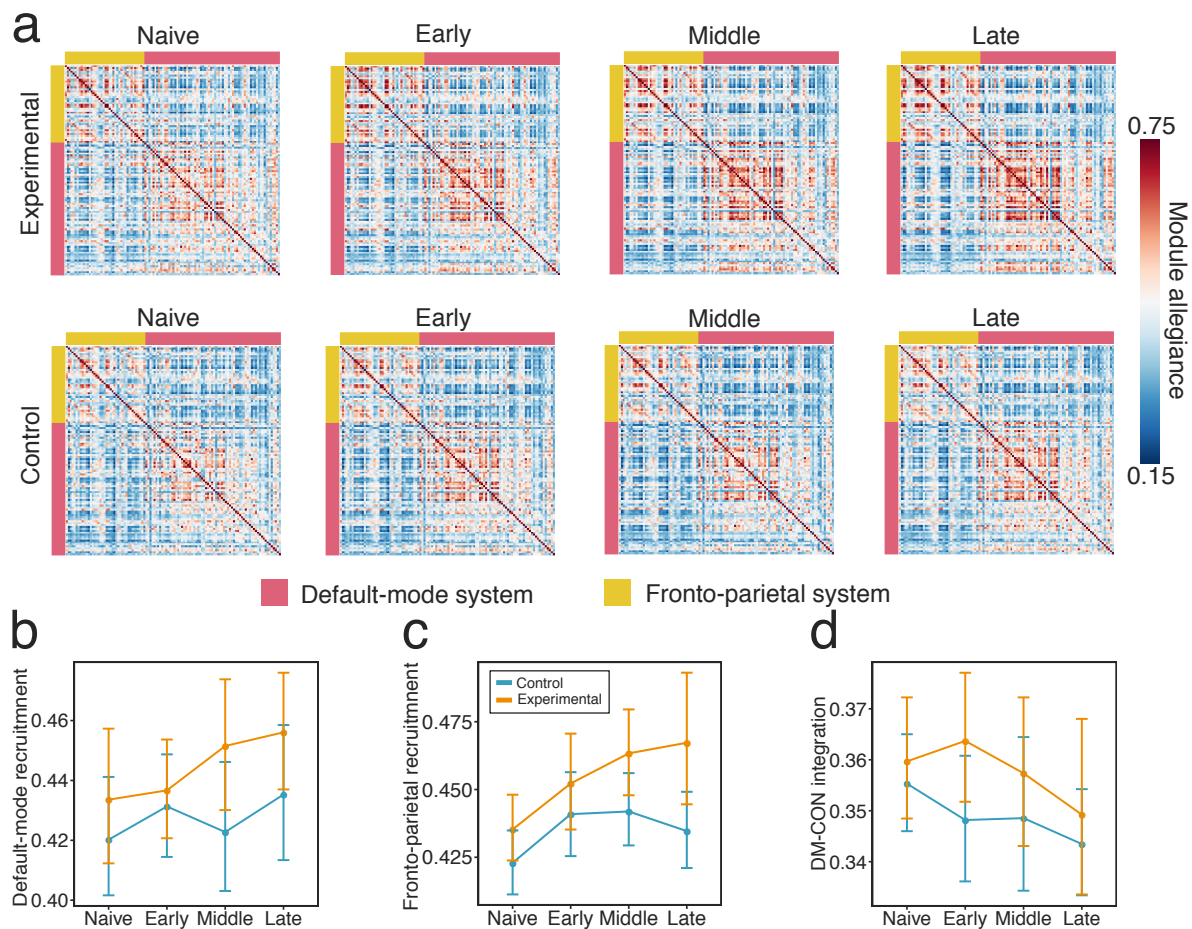 a
Naive Early Middle Late
Experimental
0.75
Module allegiance
0.15
Naive Early Middle Late
Control
Default-mode system Fronto-parietal system
b
Default-mode recruitmnent
0.46
0.44
0.42
0.40
Naive Early Middle Late
c
Fronto-parietal recruitmnent
Control
Experimental
0.475
0.450
0.425
Naive Early Middle Late
d
DM-CON integration
0.37
0.36
0.35
0.34
Naive Early Middle Late